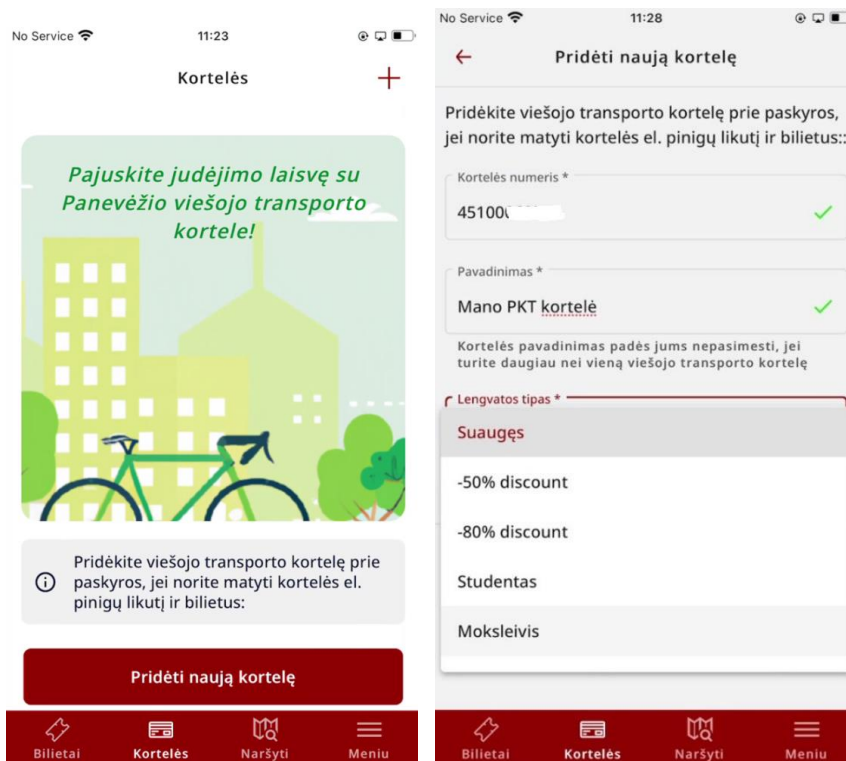 No Service
11:23
Kortelės
Pajuskite judėjimo laisvę su
Panevėžio viešojo transporto
kortele!
Pridėkite viešojo transporto kortelę prie
paskyros, jei norite matyti kortelės el.
pinigų likutį ir bilietus:
Pridėti naują kortelę
Bilietai
Kortelės
Naršyti
Meniu
No Service
11:28
Pridėti naują kortelę
Pridėkite viešojo transporto kortelę prie paskyros,
jei norite matyti kortelės el. pinigų likutį ir bilietus::
Kortelės numeris *
45100
Pavadinimas *
Mano PKT kortelė
Kortelės pavadinimas padės jums nepasimesti, jei
turite daugiau nei vieną viešojo transporto kortelę
Lengvatos tipas *
Suaugęs
-50% discount
-80% discount
Studentas
Moksleivis
Bilietai
Kortelės
Naršyti
Meniu